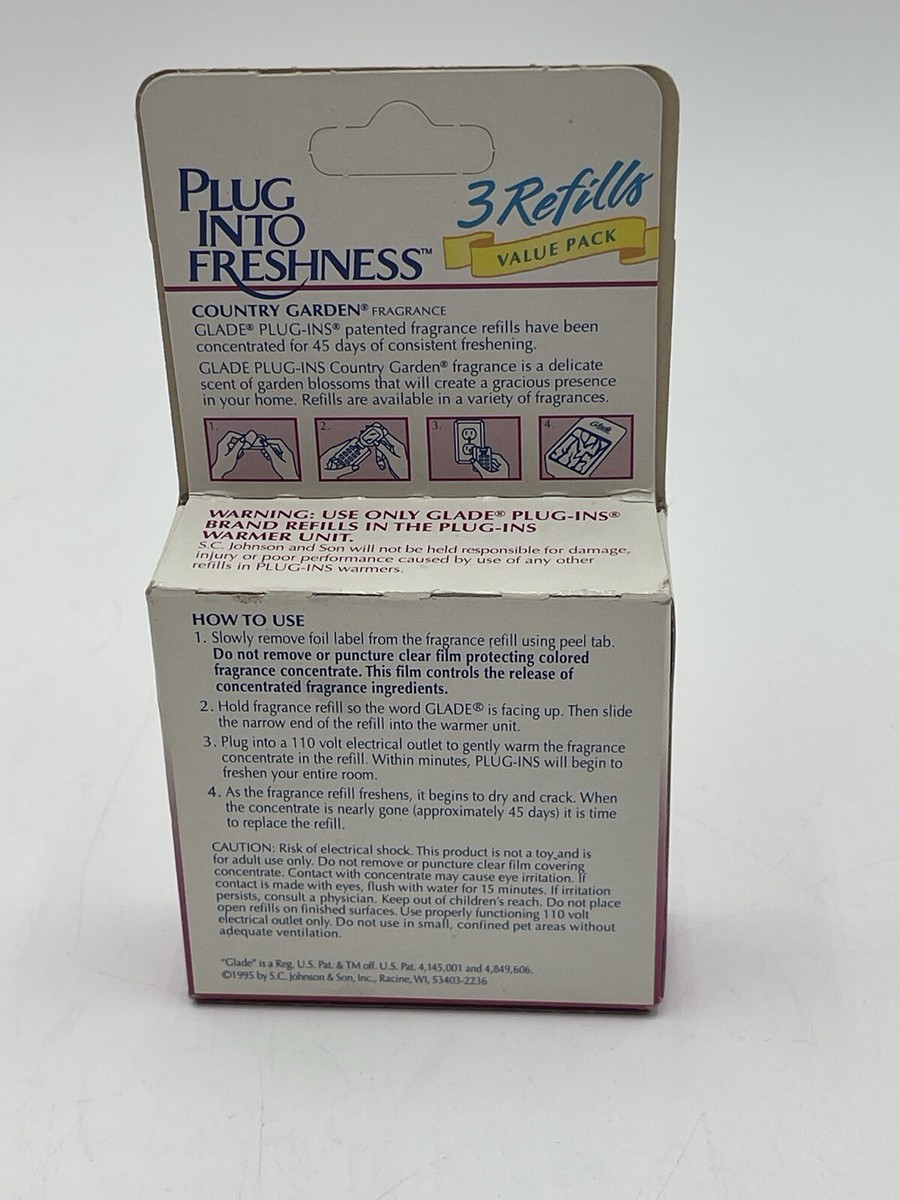 PLUG
INTO
FRESHNESS™
3 Refills
VALUE PACK
COUNTRY GARDEN® FRAGRANCE
GLADE® PLUG-INS® patented fragrance refills have been
concentrated for 45 days of consistent freshening.
GLADE PLUG-INS Country Garden® fragrance is a delicate
scent of garden blossoms that will create a gracious presence
in your home. Refills are available in a variety of fragrances.
1. 2. 3. 4. Glade
WARNING: USE ONLY GLADE® PLUG-INS®
BRAND REFILLS IN THE PLUG-INS
WARMER UNIT.
S.C. Johnson and Son will not be held responsible for damage,
injury or poor performance caused by use of any other
refills in PLUG-INS warmers.
HOW TO USE
1. Slowly remove foil label from the fragrance refill using peel tab.
Do not remove or puncture clear film protecting colored
fragrance concentrate. This film controls the release of
concentrated fragrance ingredients.
2. Hold fragrance refill so the word GLADE® is facing up. Then slide
the narrow end of the refill into the warmer unit.
3. Plug into a 110 volt electrical outlet to gently warm the fragrance
concentrate in the refill. Within minutes, PLUG-INS will begin to
freshen your entire room.
4. As the fragrance refill freshens, it begins to dry and crack. When
the concentrate is nearly gone (approximately 45 days) it is time
to replace the refill.
CAUTION: Risk of electrical shock. This product is not a toy and is
for adult use only. Do not remove or puncture clear film covering
concentrate. Contact with concentrate may cause eye irritation. If
contact is made with eyes, flush with water for 15 minutes. If irritation
persists, consult a physician. Keep out of children's reach. Do not place
open refills on finished surfaces. Use properly functioning 110 volt
electrical outlet only. Do not use in small, confined pet areas without
adequate ventilation.
"Glade" is a Reg. U.S. Pat. & TM off. U.S. Pat. 4,145,001 and 4,849,606.
©1995 by S.C. Johnson & Son, Inc., Racine, WI, 53403-2236